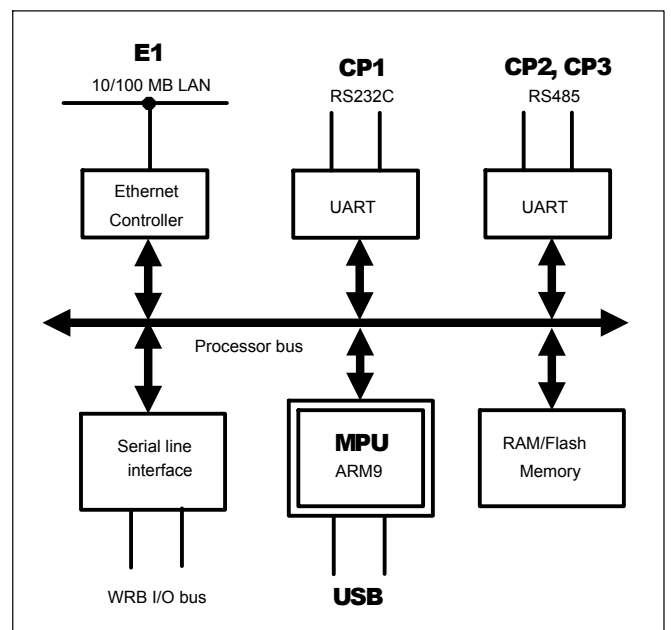 E1
10/100 MB LAN
CP1
RS232C
CP2, CP3
RS485
Ethernet
Controller
UART
UART
Processor bus
Serial line
interface
MPU
ARM9
RAM/Flash
Memory
WRB I/O bus
USB